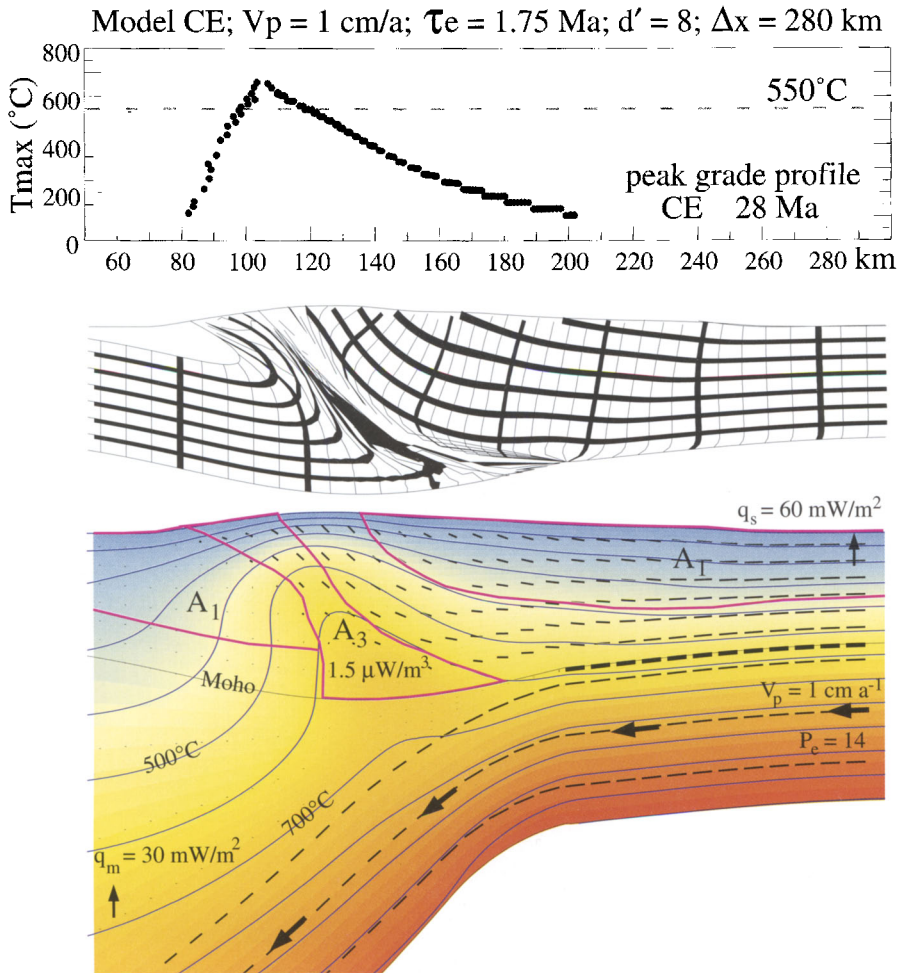 Model CE; Vp = 1 cm/a; τe = 1.75 Ma; d′ = 8; Δx = 280 km
800
600
400
200
0
Tmax (°C)
550°C
peak grade profile
CE 28 Ma
60 80 100 120 140 160 180 200 220 240 260 280 km
qs = 60 mW/m²
A1
A1
A3
1.5 μW/m³
Moho
Vp = 1 cm a⁻¹
Pe = 14
500°C
700°C
qm = 30 mW/m²